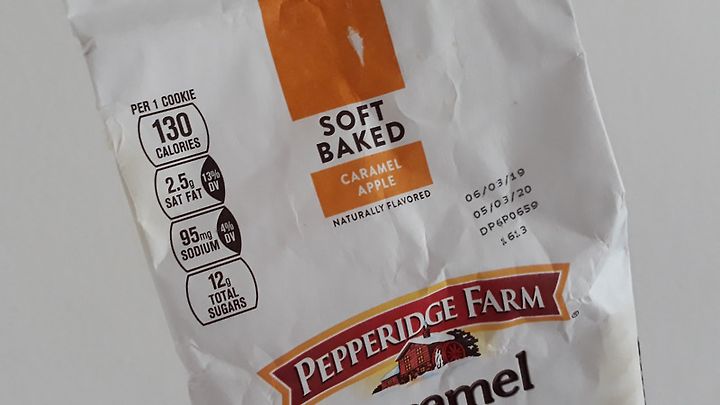 PER 1 COOKIE
130
CALORIES
2.5g
SAT FAT
13%
DV
95mg
SODIUM
4%
DV
12g
TOTAL
SUGARS
SOFT
BAKED
CARAMEL
APPLE
NATURALLY FLAVORED
06/03/19
05/03/20
DP6P0659
1613
PEPPERIDGE FARM